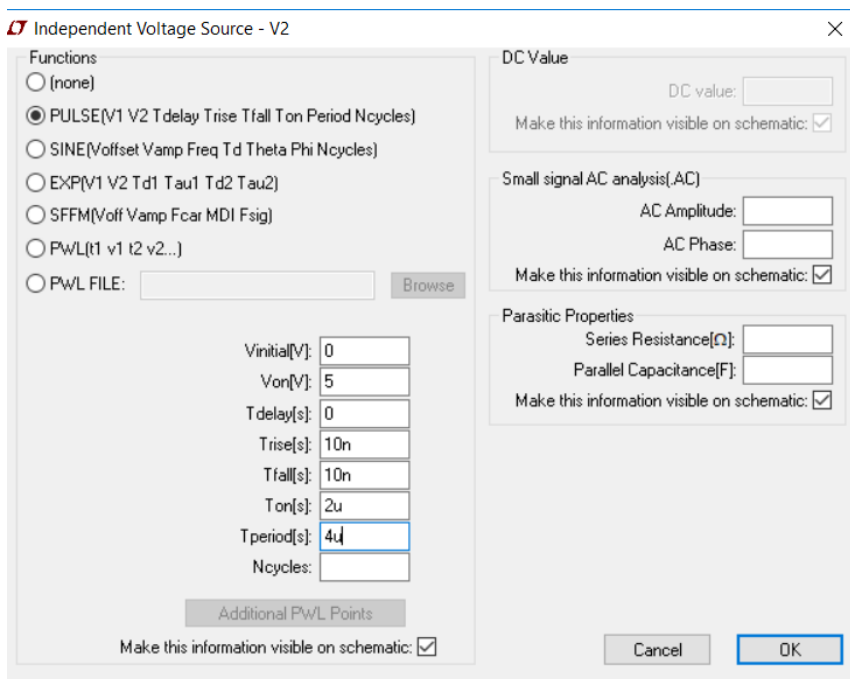 Independent Voltage Source - V2
Functions
(none)
PULSE(V1 V2 Tdelay Trise Tfall Ton Period Ncycles)
SINE(Voffset Vamp Freq Td Theta Phi Ncycles)
EXP(V1 V2 Td1 Tau1 Td2 Tau2)
SFFM(Voff Vamp Fcar MDI Fsig)
PWL(t1 v1 t2 v2...)
PWL FILE: Browse
Vinitial[V]: 0
Von[V]: 5
Tdelay[s]: 0
Trise[s]: 10n
Tfall[s]: 10n
Ton[s]: 2u
Tperiod[s]: 4u
Ncycles:
Additional PWL Points
Make this information visible on schematic:
DC Value
DC value:
Make this information visible on schematic:
Small signal AC analysis(.AC)
AC Amplitude:
AC Phase:
Make this information visible on schematic:
Parasitic Properties
Series Resistance[Ω]:
Parallel Capacitance[F]:
Make this information visible on schematic:
Cancel OK